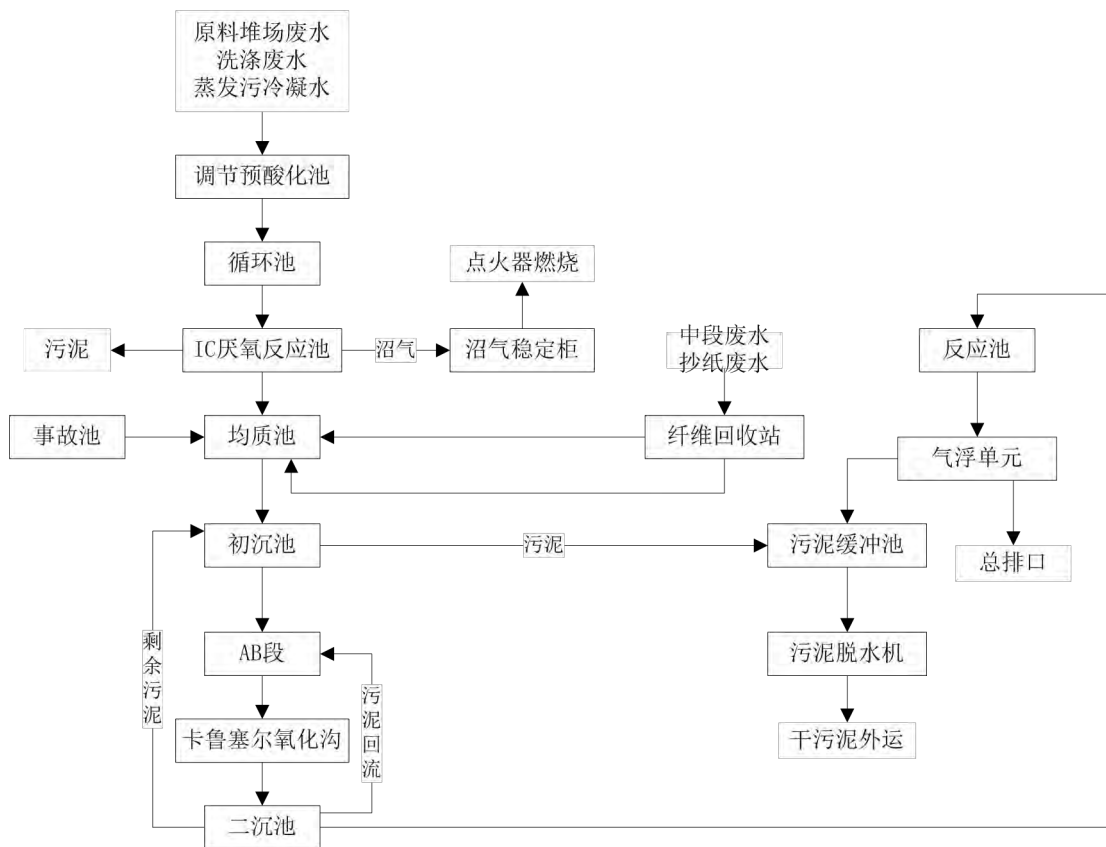 原料堆场废水
洗涤废水
蒸发污冷凝水
调节预酸化池
循环池
点火器燃烧
污泥
IC厌氧反应池
沼气
沼气稳定柜
中段废水
抄纸废水
反应池
事故池
均质池
纤维回收站
气浮单元
初沉池
污泥
污泥缓冲池
总排口
剩余污泥
AB段
污泥回流
污泥脱水机
卡鲁塞尔氧化沟
干污泥外运
二沉池